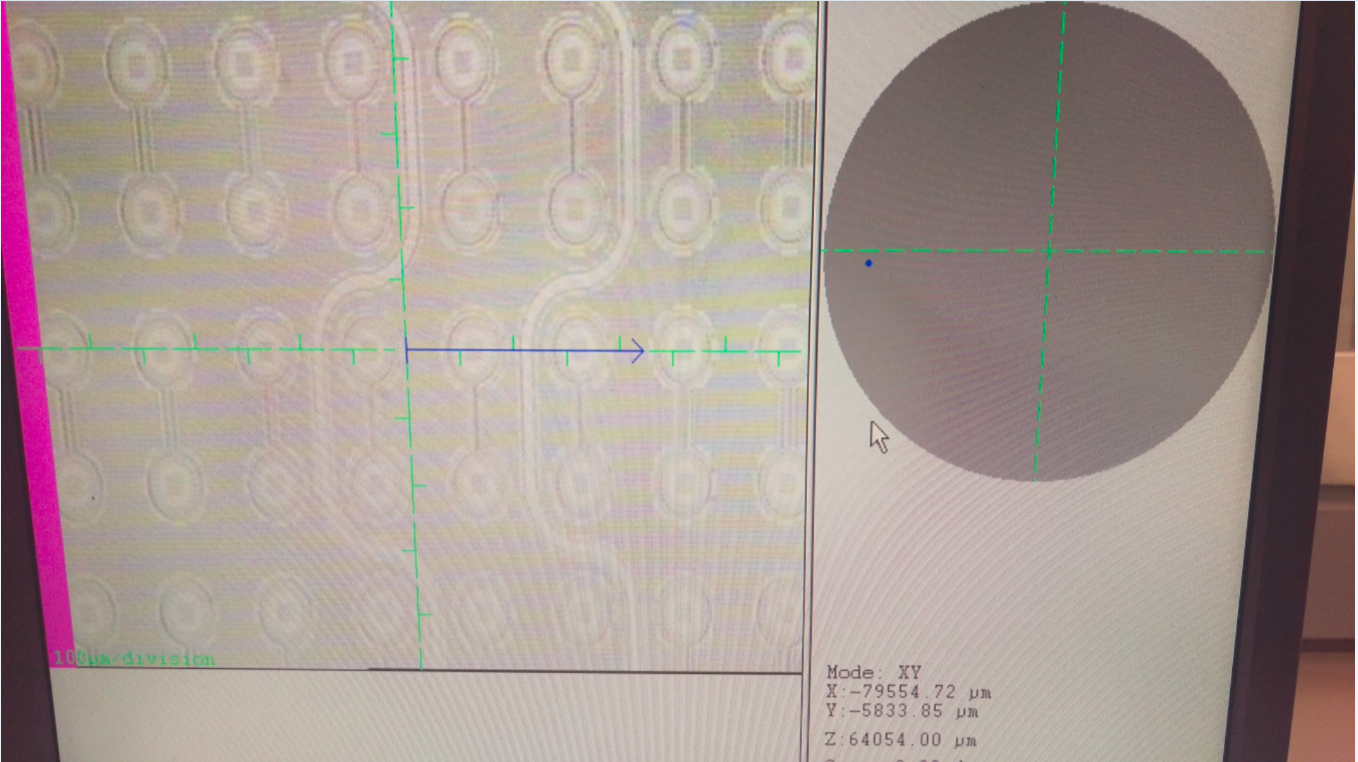 100µm/division
Mode: XY
X:-79554.72 µm
Y:-5833.85 µm
Z:64054.00 µm